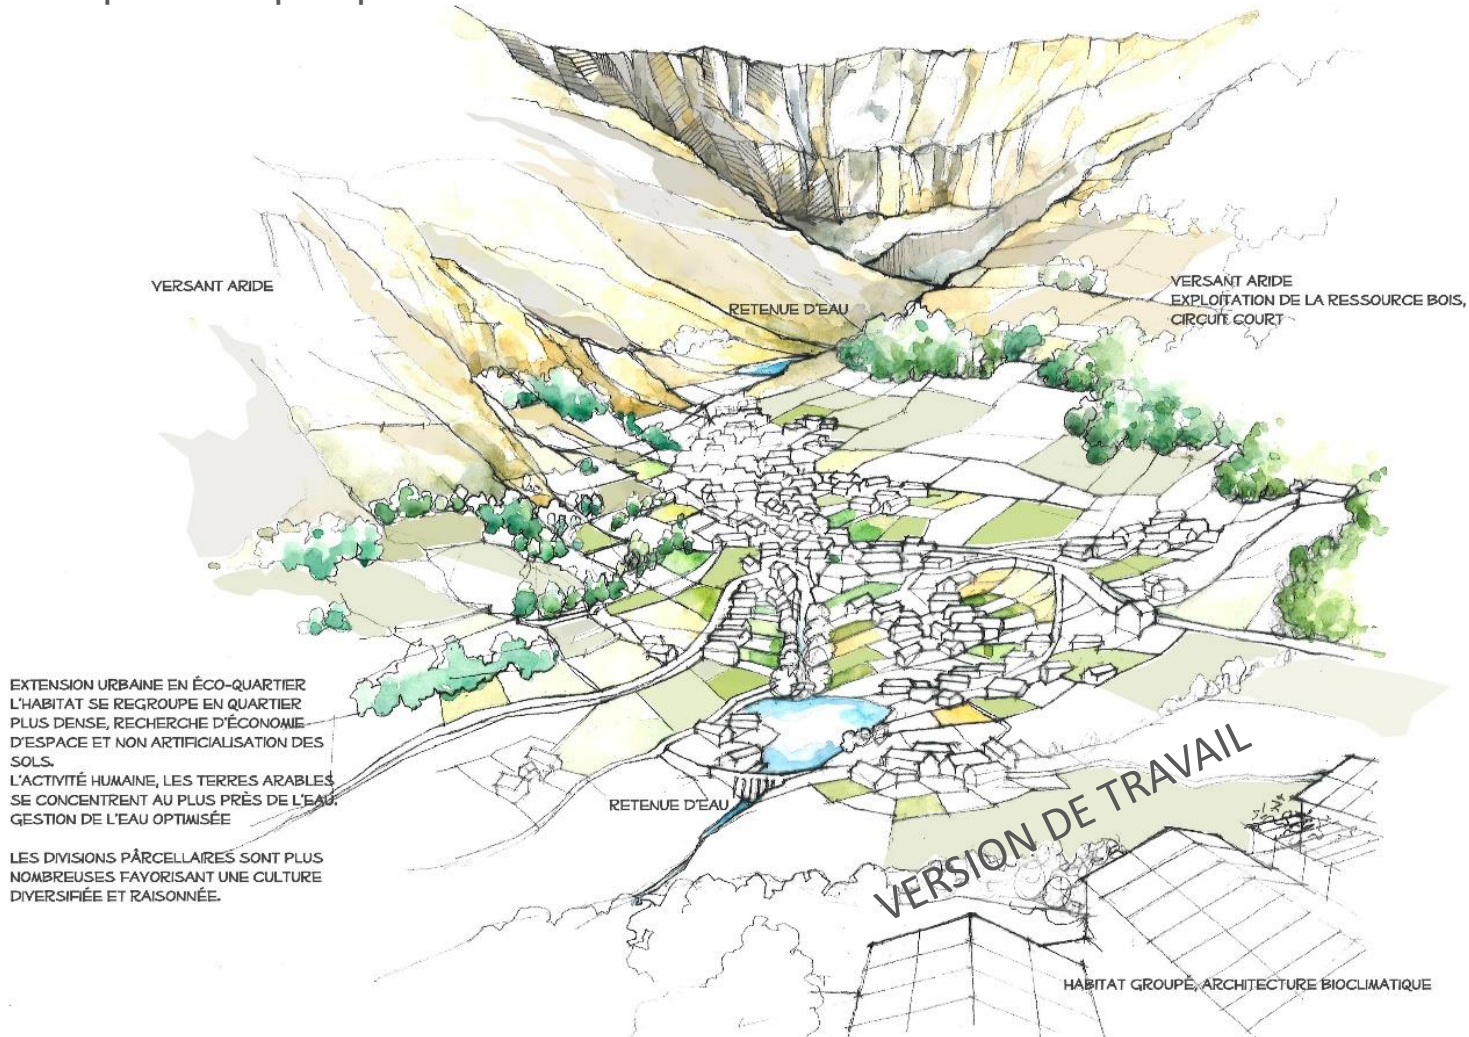 VERSANT ARIDE
RETENUE D'EAU
VERSANT ARIDE
EXPLOITATION DE LA RESSOURCE BOIS,
CIRCUIT COURT
EXTENSION URBAINE EN ÉCO-QUARTIER
L'HABITAT SE REGROUPE EN QUARTIER
PLUS DENSE, RECHERCHE D'ÉCONOMIE
D'ESPACE ET NON ARTIFICIALISATION DES
SOLS.
L'ACTIVITÉ HUMAINE, LES TERRES ARABLES
SE CONCENTRENT AU PLUS PRÈS DE L'EAU.
GESTION DE L'EAU OPTIMISÉE
LES DIVISIONS PÂRCELLAIRES SONT PLUS
NOMBREUSES FAVORISANT UNE CULTURE
DIVERSIFIÉE ET RAISONNÉE.
RETENUE D'EAU
VERSION DE TRAVAIL
HABITAT GROUPÉ, ARCHITECTURE BIOCLIMATIQUE